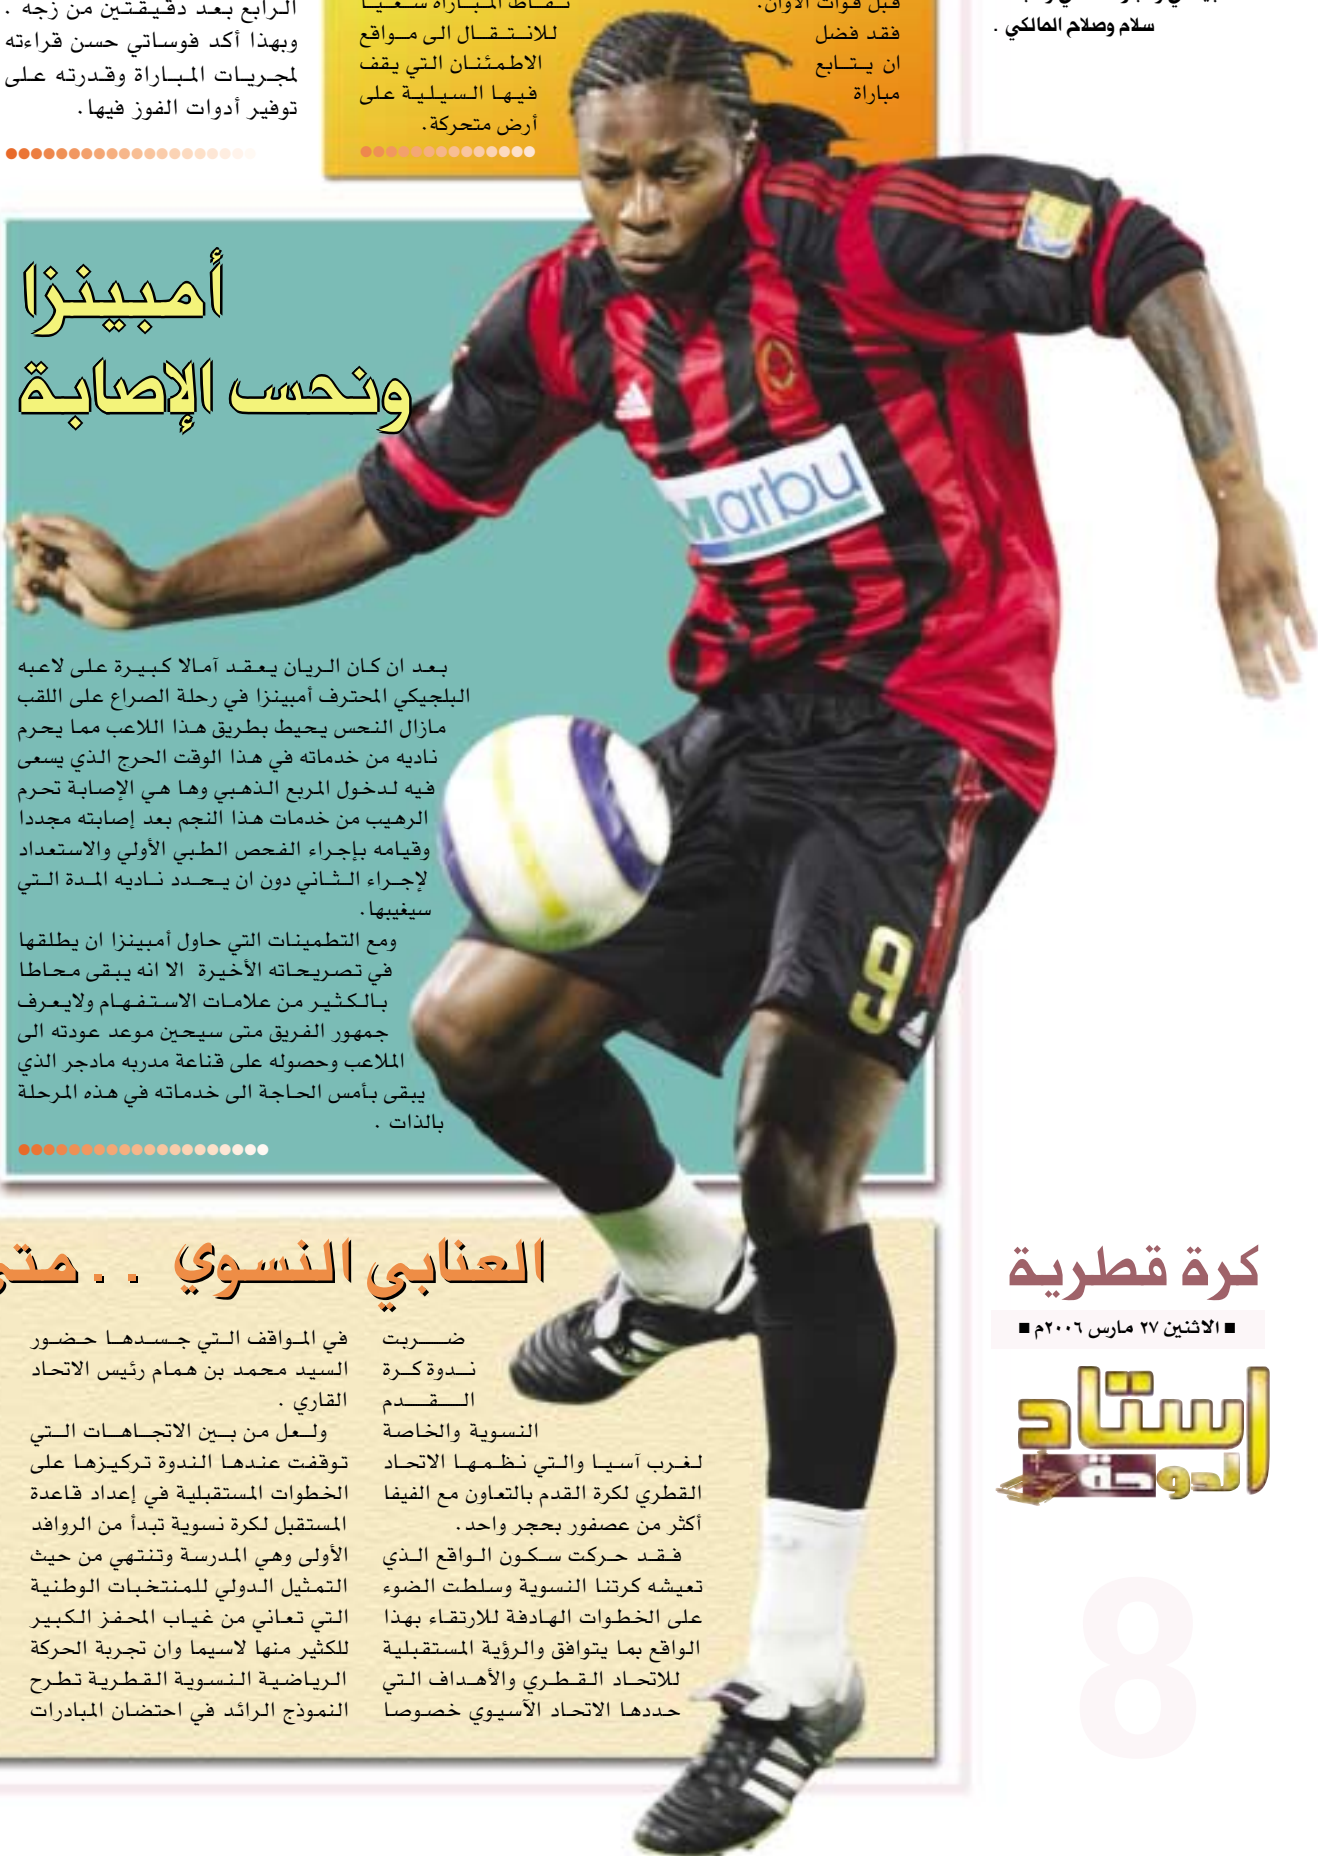 سلام وصلاح المالكي .
قبل فوات الأوان.
فقد فضل
ان يتابع
مباراة
نقاط المباراة سعيا
للانتقال الى مواقع
الاطمئنان التي يقف
فيها السيلية على
أرض متحركة.
الرابع بعد دقيقتين من زجه .
وبهذا أكد فوساتي حسن قراءته
لمجريات المباراة وقدرته على
توفير أدوات الفوز فيها.
أمبينزا
ونحس الإصابة
بعد ان كان الريان يعقد آمالا كبيرة على لاعبه
البلجيكي المحترف أمبينزا في رحلة الصراع على اللقب
مازال النحس يحيط بطريق هذا اللاعب مما يحرم
ناديه من خدماته في هذا الوقت الحرج الذي يسعى
فيه لدخول المربع الذهبي وها هي الإصابة تحرم
الرهيب من خدمات هذا النجم بعد إصابته مجددا
وقيامه بإجراء الفحص الطبي الأولي والاستعداد
لإجراء الثاني دون ان يحدد ناديه المدة التي
سيغيبها.
ومع التطمينات التي حاول أمبينزا ان يطلقها
في تصريحاته الأخيرة الا انه يبقى محاطا
بالكثير من علامات الاستفهام ولايعرف
جمهور الفريق متى سيحين موعد عودته الى
الملاعب وحصوله على قناعة مدربه مادجر الذي
يبقى بأمس الحاجة الى خدماته في هذه المرحلة
بالذات .
Marbu
9
العنابي النسوي .. متى
ضربت
ندوة كرة
القدم
النسوية والخاصة
لغرب آسيا والتي نظمها الاتحاد
القطري لكرة القدم بالتعاون مع الفيفا
أكثر من عصفور بحجر واحد.
فقد حركت سكون الواقع الذي
تعيشه كرتنا النسوية وسلطت الضوء
على الخطوات الهادفة للارتقاء بهذا
الواقع بما يتوافق والرؤية المستقبلية
للاتحاد القطري والأهداف التي
حددها الاتحاد الآسيوي خصوصا
في المواقف التي جسدها حضور
السيد محمد بن همام رئيس الاتحاد
القاري .
ولعل من بين الاتجاهات التي
توقفت عندها الندوة تركيزها على
الخطوات المستقبلية في إعداد قاعدة
المستقبل لكرة نسوية تبدأ من الروافد
الأولى وهي المدرسة وتنتهي من حيث
التمثيل الدولي للمنتخبات الوطنية
التي تعاني من غياب المحفز الكبير
للكثير منها لاسيما وان تجربة الحركة
الرياضية النسوية القطرية تطرح
النموذج الرائد في احتضان المبادرات
كرة قطرية
■ الاثنين ٢٧ مارس ٢٠٠٦م ■
استاد
الدوحة
8